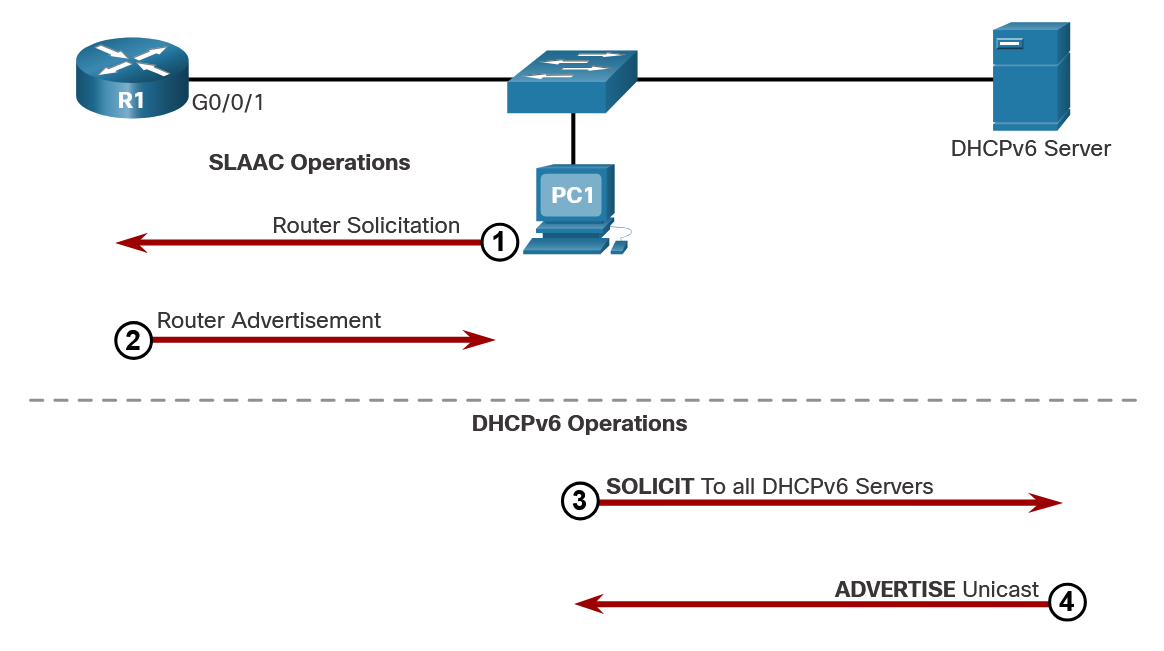 R1
G0/0/1
DHCPv6 Server
SLAAC Operations
PC1
Router Solicitation
1
Router Advertisement
2
DHCPv6 Operations
SOLICIT To all DHCPv6 Servers
3
ADVERTISE Unicast
4